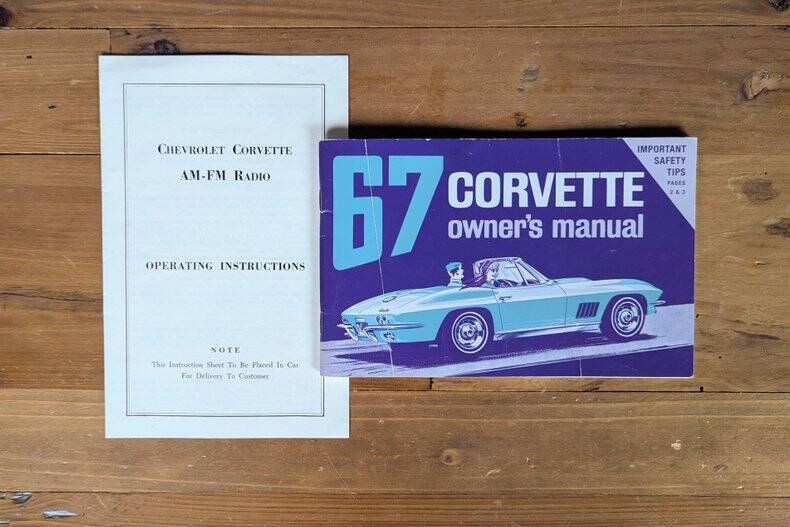 Chevrolet Corvette
AM-FM Radio
OPERATING INSTRUCTIONS
NOTE
This Instruction Sheet To Be Placed In Car
For Delivery To Customer
67 CORVETTE
owner's manual
IMPORTANT
SAFETY
TIPS
PAGES
2 & 3